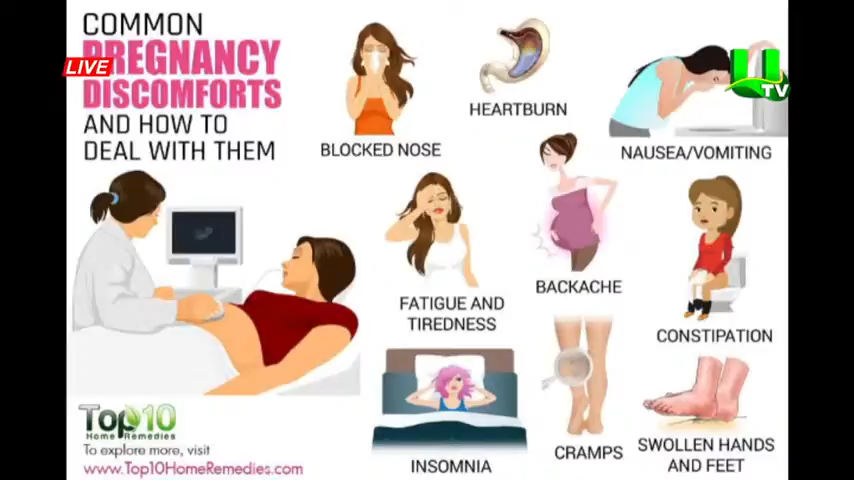 COMMON
PREGNANCY
LIVE
DISCOMFORTS
AND HOW TO
DEAL WITH THEM
U
TV
BLOCKED NOSE
HEARTBURN
NAUSEA/VOMITING
FATIGUE AND
TIREDNESS
BACKACHE
CONSTIPATION
INSOMNIA
CRAMPS
SWOLLEN HANDS
AND FEET
Top10
Home Remedies
To explore more, visit
www.Top10HomeRemedies.com